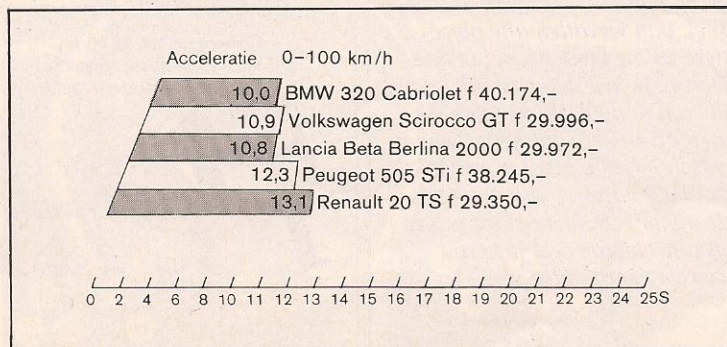 Acceleratie 0–100 km/h
10,0 BMW 320 Cabriolet f 40.174,–
10,9 Volkswagen Scirocco GT f 29.996,–
10,8 Lancia Beta Berlina 2000 f 29.972,–
12,3 Peugeot 505 STi f 38.245,–
13,1 Renault 20 TS f 29.350,–
0 2 4 6 8 10 11 12 13 14 15 16 17 18 19 20 21 22 23 24 25S